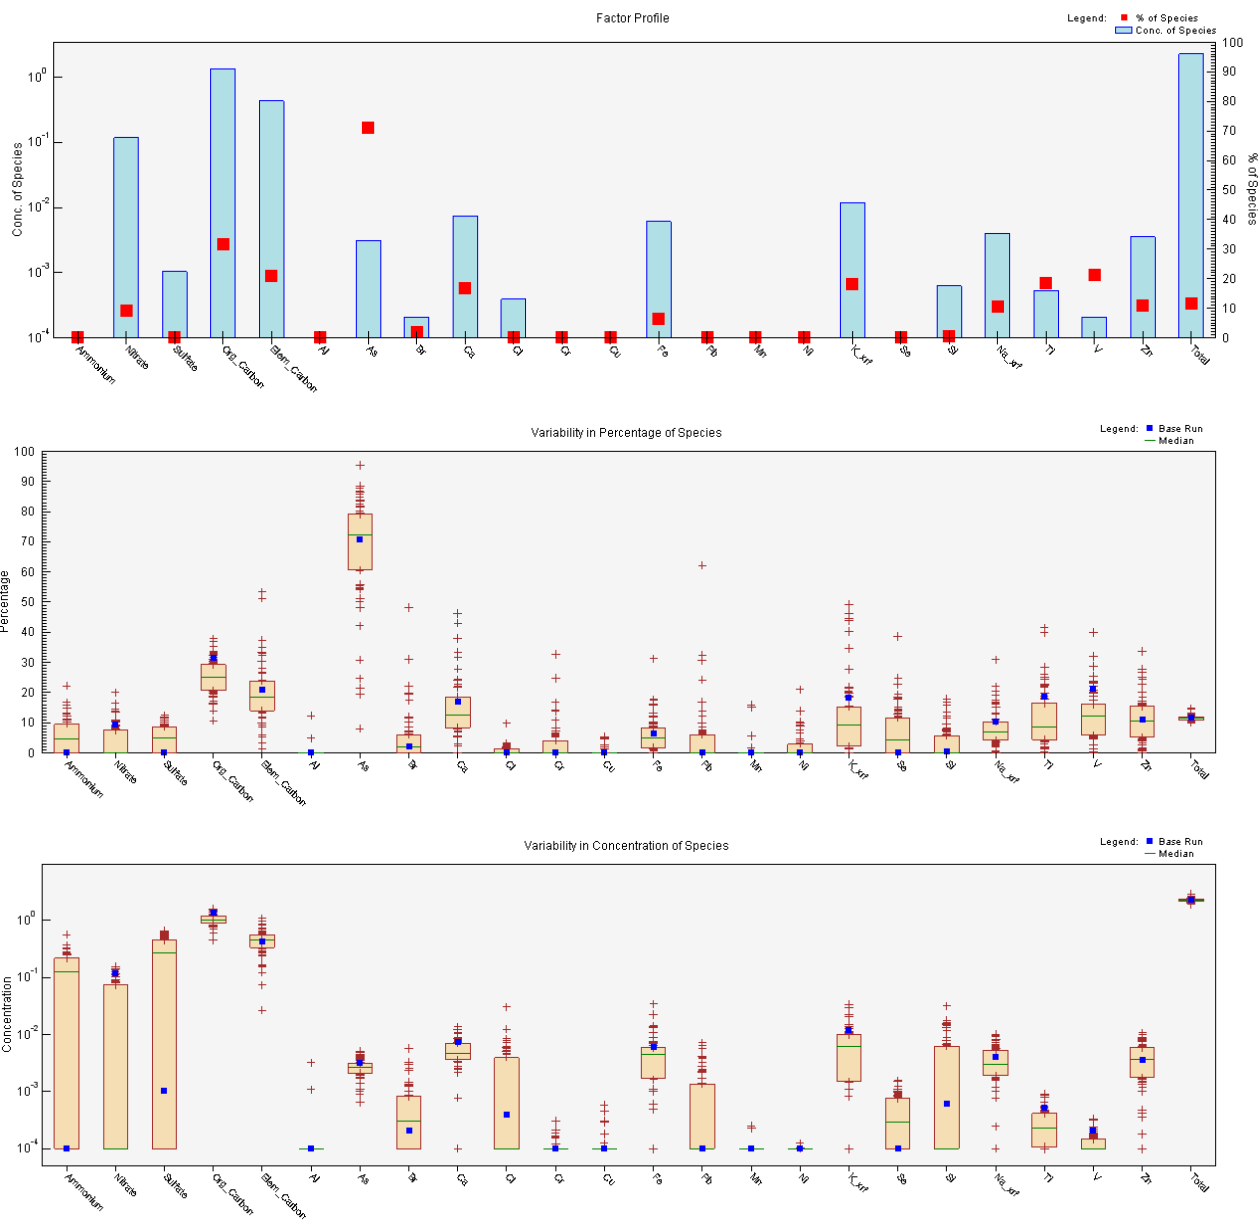 Factor Profile
Legend: % of Species
Conc. of Species
Conc. of Species
% of Species
10^0
10^-1
10^-2
10^-3
10^-4
100
90
80
70
60
50
40
30
20
10
0
Ammonium
Nitrate
Sulfate
Org_Carbon
Elem_Carbon
Al
As
Br
Ca
Cl
Cr
Cu
Fe
Pb
Mn
Ni
K_xrf
Se
Si
Na_xrf
Ti
V
Zn
Total
Variability in Percentage of Species
Legend: Base Run
Median
Percentage
100
90
80
70
60
50
40
30
20
10
0
Ammonium
Nitrate
Sulfate
Org_Carbon
Elem_Carbon
Al
As
Br
Ca
Cl
Cr
Cu
Fe
Pb
Mn
Ni
K_xrf
Se
Si
Na_xrf
Ti
V
Zn
Total
Variability in Concentration of Species
Legend: Base Run
Median
Concentration
10^0
10^-1
10^-2
10^-3
10^-4
Ammonium
Nitrate
Sulfate
Org_Carbon
Elem_Carbon
Al
As
Br
Ca
Cl
Cr
Cu
Fe
Pb
Mn
Ni
K_xrf
Se
Si
Na_xrf
Ti
V
Zn
Total